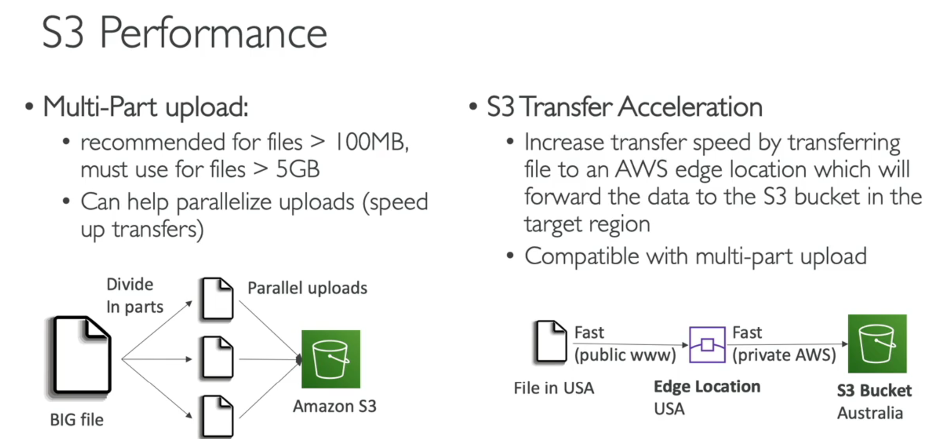 S3 Performance
• Multi-Part upload:
• recommended for files > 100MB,
must use for files > 5GB
• Can help parallelize uploads (speed
up transfers)
Divide
In parts
Parallel uploads
BIG file
Amazon S3
• S3 Transfer Acceleration
• Increase transfer speed by transferring
file to an AWS edge location which will
forward the data to the S3 bucket in the
target region
• Compatible with multi-part upload
Fast
(public www)
Fast
(private AWS)
File in USA
Edge Location
USA
S3 Bucket
Australia